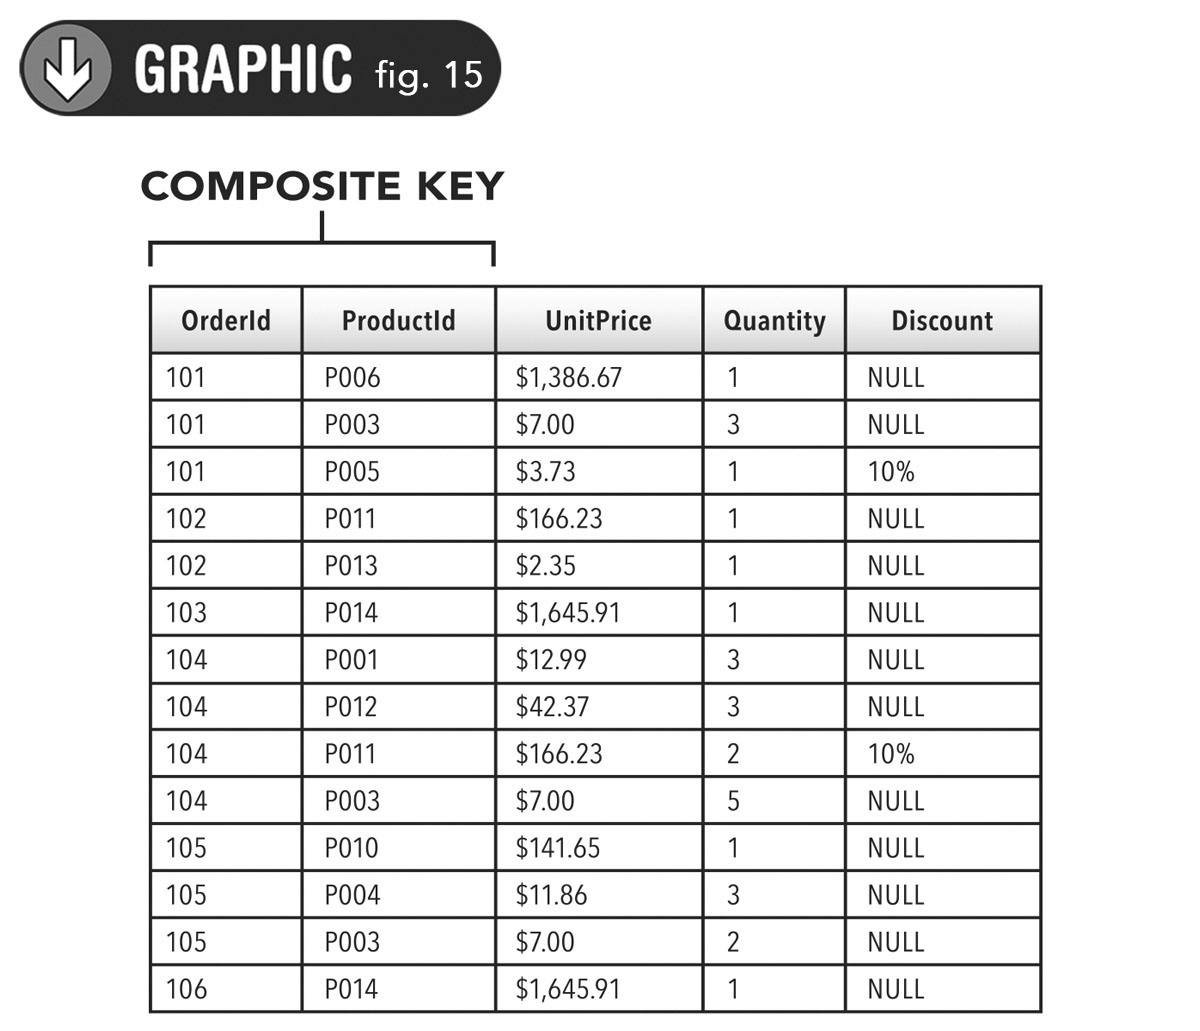 GRAPHIC fig. 15
COMPOSITE KEY
OrderId ProductId UnitPrice Quantity Discount
101 P006 $1,386.67 1 NULL
101 P003 $7.00 3 NULL
101 P005 $3.73 1 10%
102 P011 $166.23 1 NULL
102 P013 $2.35 1 NULL
103 P014 $1,645.91 1 NULL
104 P001 $12.99 3 NULL
104 P012 $42.37 3 NULL
104 P011 $166.23 2 10%
104 P003 $7.00 5 NULL
105 P010 $141.65 1 NULL
105 P004 $11.86 3 NULL
105 P003 $7.00 2 NULL
106 P014 $1,645.91 1 NULL